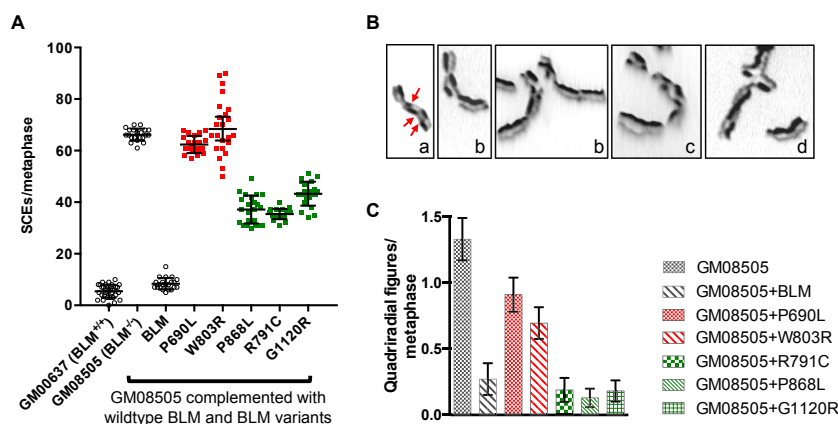 A
SCEs/metaphase
100
80
60
40
20
0
GM00637 (BLM+/+)
GM08505 (BLM-/-)
BLM
P690L
W803R
P868L
R791C
G1120R
GM08505 complemented with
wildtype BLM and BLM variants
B
a
b
b
c
d
C
Quadriradial figures/
metaphase
1.5
1.0
0.5
0.0
GM08505
GM08505+BLM
GM08505+P690L
GM08505+W803R
GM08505+R791C
GM08505+P868L
GM08505+G1120R